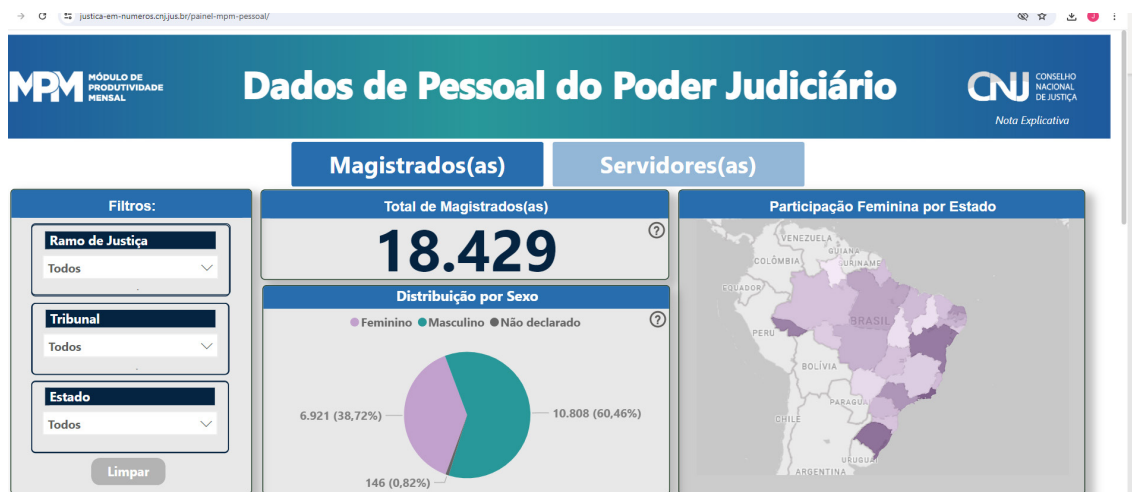 justica-em-numeros.cnj.jus.br/painel-mpm-pessoal/
MPM
MÓDULO DE
PRODUTIVIDADE
MENSAL
Dados de Pessoal do Poder Judiciário
CNJ
CONSELHO
NACIONAL
DE JUSTIÇA
Nota Explicativa
Magistrados(as)
Servidores(as)
Filtros:
Ramo de Justiça
Todos
Tribunal
Todos
Estado
Todos
Limpar
Total de Magistrados(as)
?
18.429
Distribuição por Sexo
?
Feminino Masculino Não declarado
6.921 (38,72%)
10.808 (60,46%)
146 (0,82%)
Participação Feminina por Estado
VENEZUELA
GUIANA
COLÔMBIA
SURINAME
EQUADOR
BRASIL
PERU
BOLÍVIA
PARAGU
CHILE
URUGUA
ARGENTINA